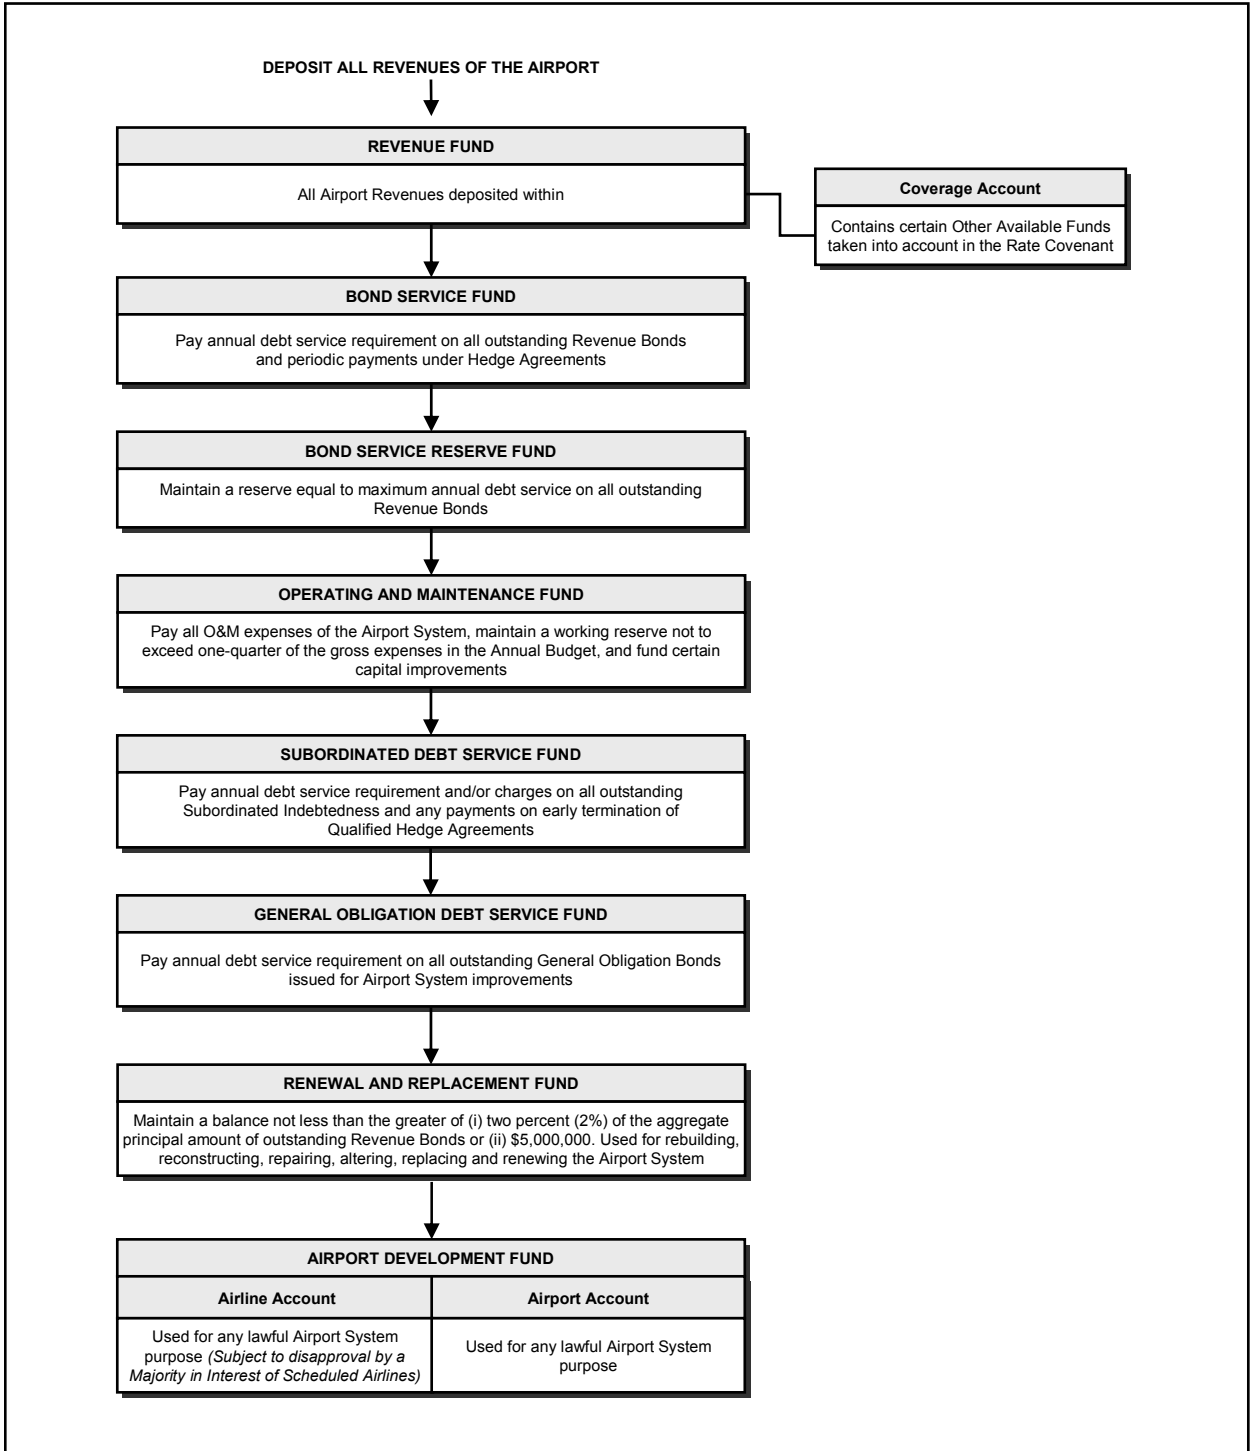 DEPOSIT ALL REVENUES OF THE AIRPORT
REVENUE FUND
All Airport Revenues deposited within
Coverage Account
Contains certain Other Available Funds
taken into account in the Rate Covenant
BOND SERVICE FUND
Pay annual debt service requirement on all outstanding Revenue Bonds
and periodic payments under Hedge Agreements
BOND SERVICE RESERVE FUND
Maintain a reserve equal to maximum annual debt service on all outstanding
Revenue Bonds
OPERATING AND MAINTENANCE FUND
Pay all O&M expenses of the Airport System, maintain a working reserve not to
exceed one-quarter of the gross expenses in the Annual Budget, and fund certain
capital improvements
SUBORDINATED DEBT SERVICE FUND
Pay annual debt service requirement and/or charges on all outstanding
Subordinated Indebtedness and any payments on early termination of
Qualified Hedge Agreements
GENERAL OBLIGATION DEBT SERVICE FUND
Pay annual debt service requirement on all outstanding General Obligation Bonds
issued for Airport System improvements
RENEWAL AND REPLACEMENT FUND
Maintain a balance not less than the greater of (i) two percent (2%) of the aggregate
principal amount of outstanding Revenue Bonds or (ii) $5,000,000. Used for rebuilding,
reconstructing, repairing, altering, replacing and renewing the Airport System
AIRPORT DEVELOPMENT FUND
Airline Account
Used for any lawful Airport System
purpose (Subject to disapproval by a
Majority in Interest of Scheduled Airlines)
Airport Account
Used for any lawful Airport System
purpose